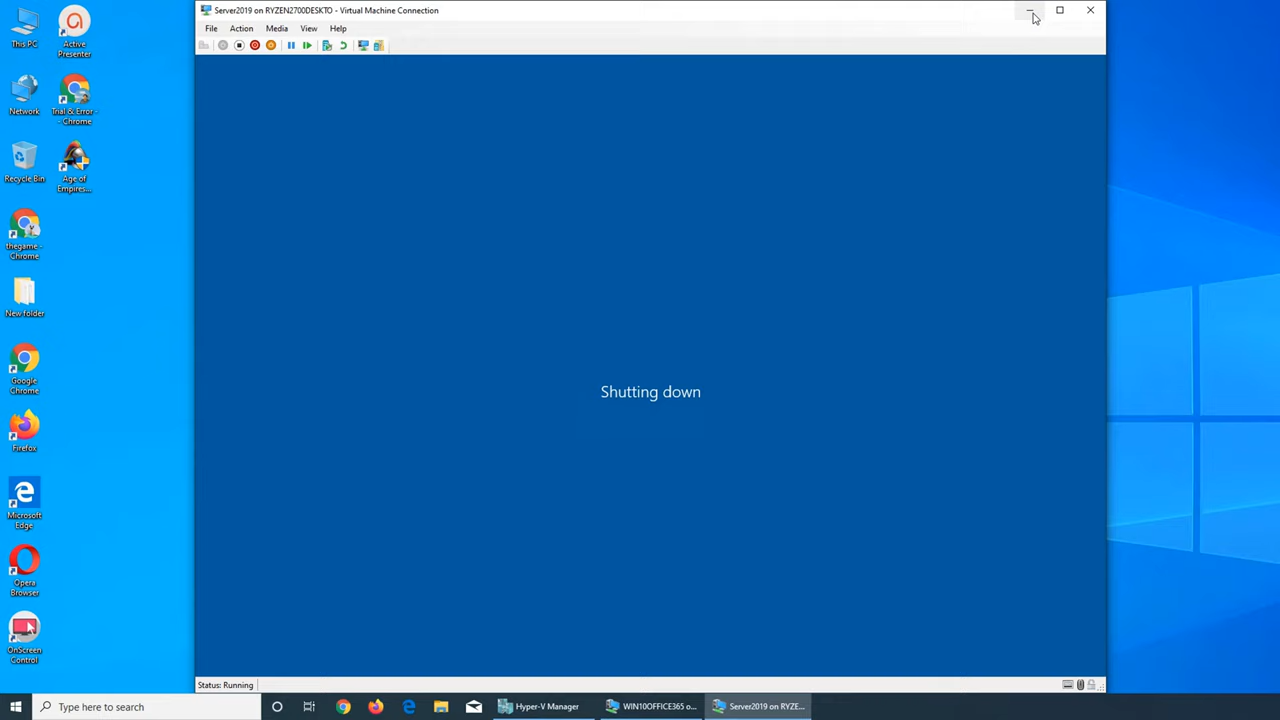 Server2019 on RYZEN2700DESKTO - Virtual Machine Connection
File Action Media View Help
This PC
Active
Presenter
Network
Trial & Error -
- Chrome
Recycle Bin
Age of
Empires...
thegame -
Chrome
New folder
Google
Chrome
Firefox
Microsoft
Edge
Opera
Browser
OnScreen
Control
Shutting down
Status: Running
Type here to search
Hyper-V Manager
WIN10OFFICE365 o...
Server2019 on RYZE...